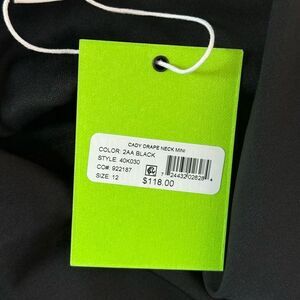 CADY DRAPE NECK MINI
COLOR: 2AA BLACK
STYLE: 40K030
CO#: 922187
SIZE: 12
$118.00